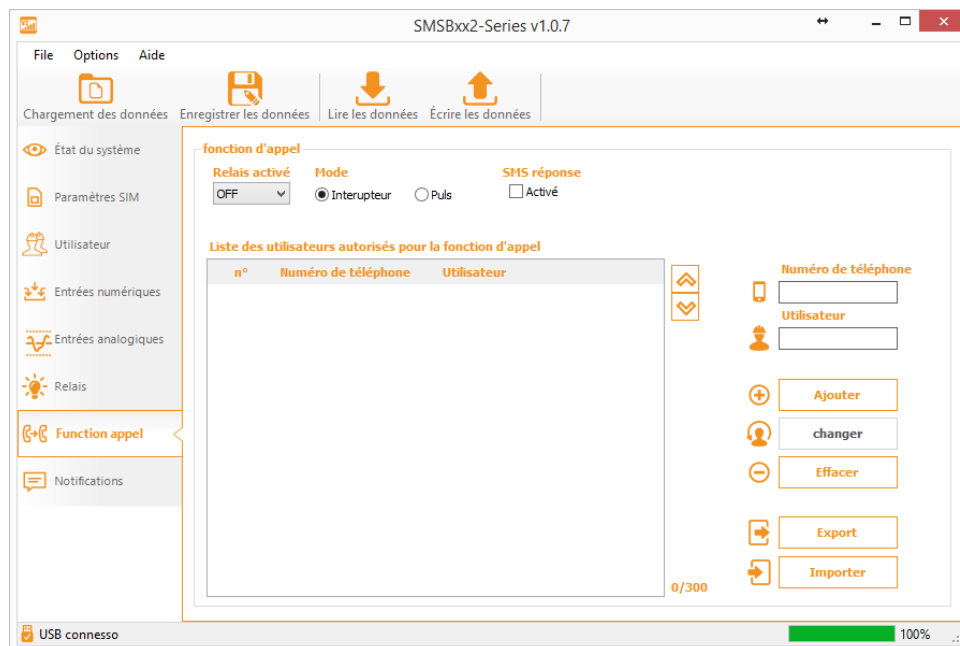 SMSBxx2-Series v1.0.7
File Options Aide
Chargement des données Enregistrer les données Lire les données Écrire les données
État du système
Paramètres SIM
Utilisateur
Entrées numériques
Entrées analogiques
Relais
Function appel
Notifications
fonction d'appel
Relais activé Mode SMS réponse
OFF Interupteur Puls Activé
Liste des utilisateurs autorisés pour la fonction d'appel
n° Numéro de téléphone Utilisateur
0/300
Numéro de téléphone
Utilisateur
Ajouter
changer
Effacer
Export
Importer
USB connesso 100%